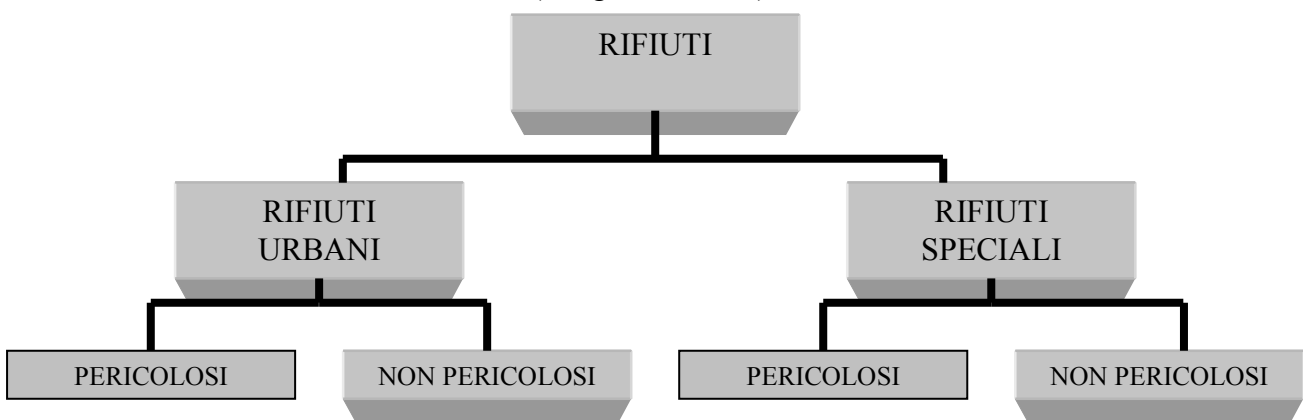 RIFIUTI
RIFIUTI
URBANI
RIFIUTI
SPECIALI
PERICOLOSI
NON PERICOLOSI
PERICOLOSI
NON PERICOLOSI